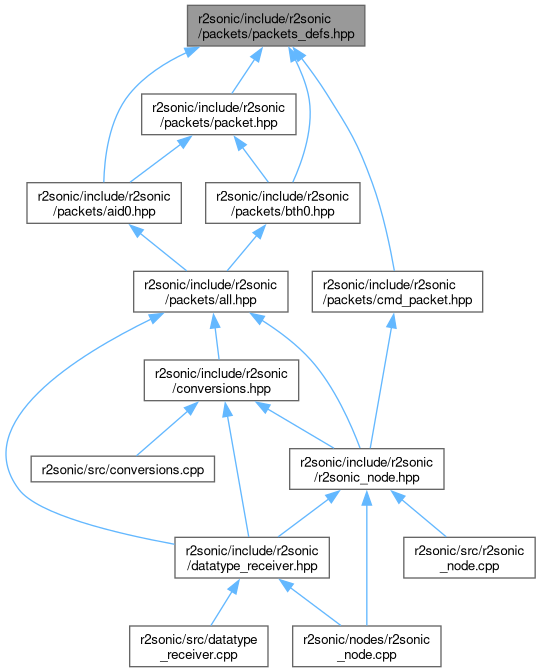 r2sonic/include/r2sonic
/packets/packets_defs.hpp
r2sonic/include/r2sonic
/packets/packet.hpp
r2sonic/include/r2sonic
/packets/aid0.hpp
r2sonic/include/r2sonic
/packets/bth0.hpp
r2sonic/include/r2sonic
/packets/all.hpp
r2sonic/include/r2sonic
/packets/cmd_packet.hpp
r2sonic/include/r2sonic
/conversions.hpp
r2sonic/src/conversions.cpp
r2sonic/include/r2sonic
/r2sonic_node.hpp
r2sonic/include/r2sonic
/datatype_receiver.hpp
r2sonic/src/r2sonic
_node.cpp
r2sonic/src/datatype
_receiver.cpp
r2sonic/nodes/r2sonic
_node.cpp